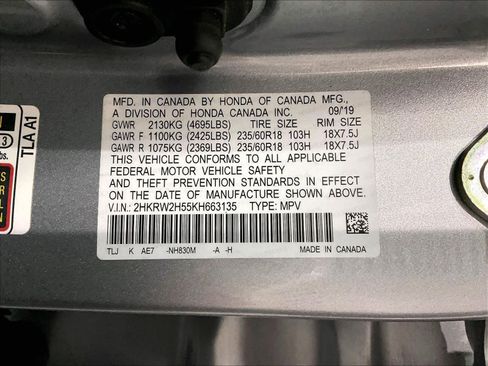 MFD. IN CANADA BY HONDA OF CANADA MFG.,
A DIVISION OF HONDA CANADA INC. 09/'19
GVWR 2130KG (4695LBS) TIRE SIZE RIM SIZE
GAWR F 1100KG (2425LBS) 235/60R18 103H 18X7.5J
GAWR R 1075KG (2369LBS) 235/60R18 103H 18X7.5J
THIS VEHICLE CONFORMS TO ALL APPLICABLE
FEDERAL MOTOR VEHICLE SAFETY
AND THEFT PREVENTION STANDARDS IN EFFECT
ON THE DATE OF MANUFACTURE SHOWN ABOVE.
V.I.N.: 2HKRW2H55KH663135 TYPE: MPV
TLJ K AE7 -NH830M -A -H MADE IN CANADA
TLA A1